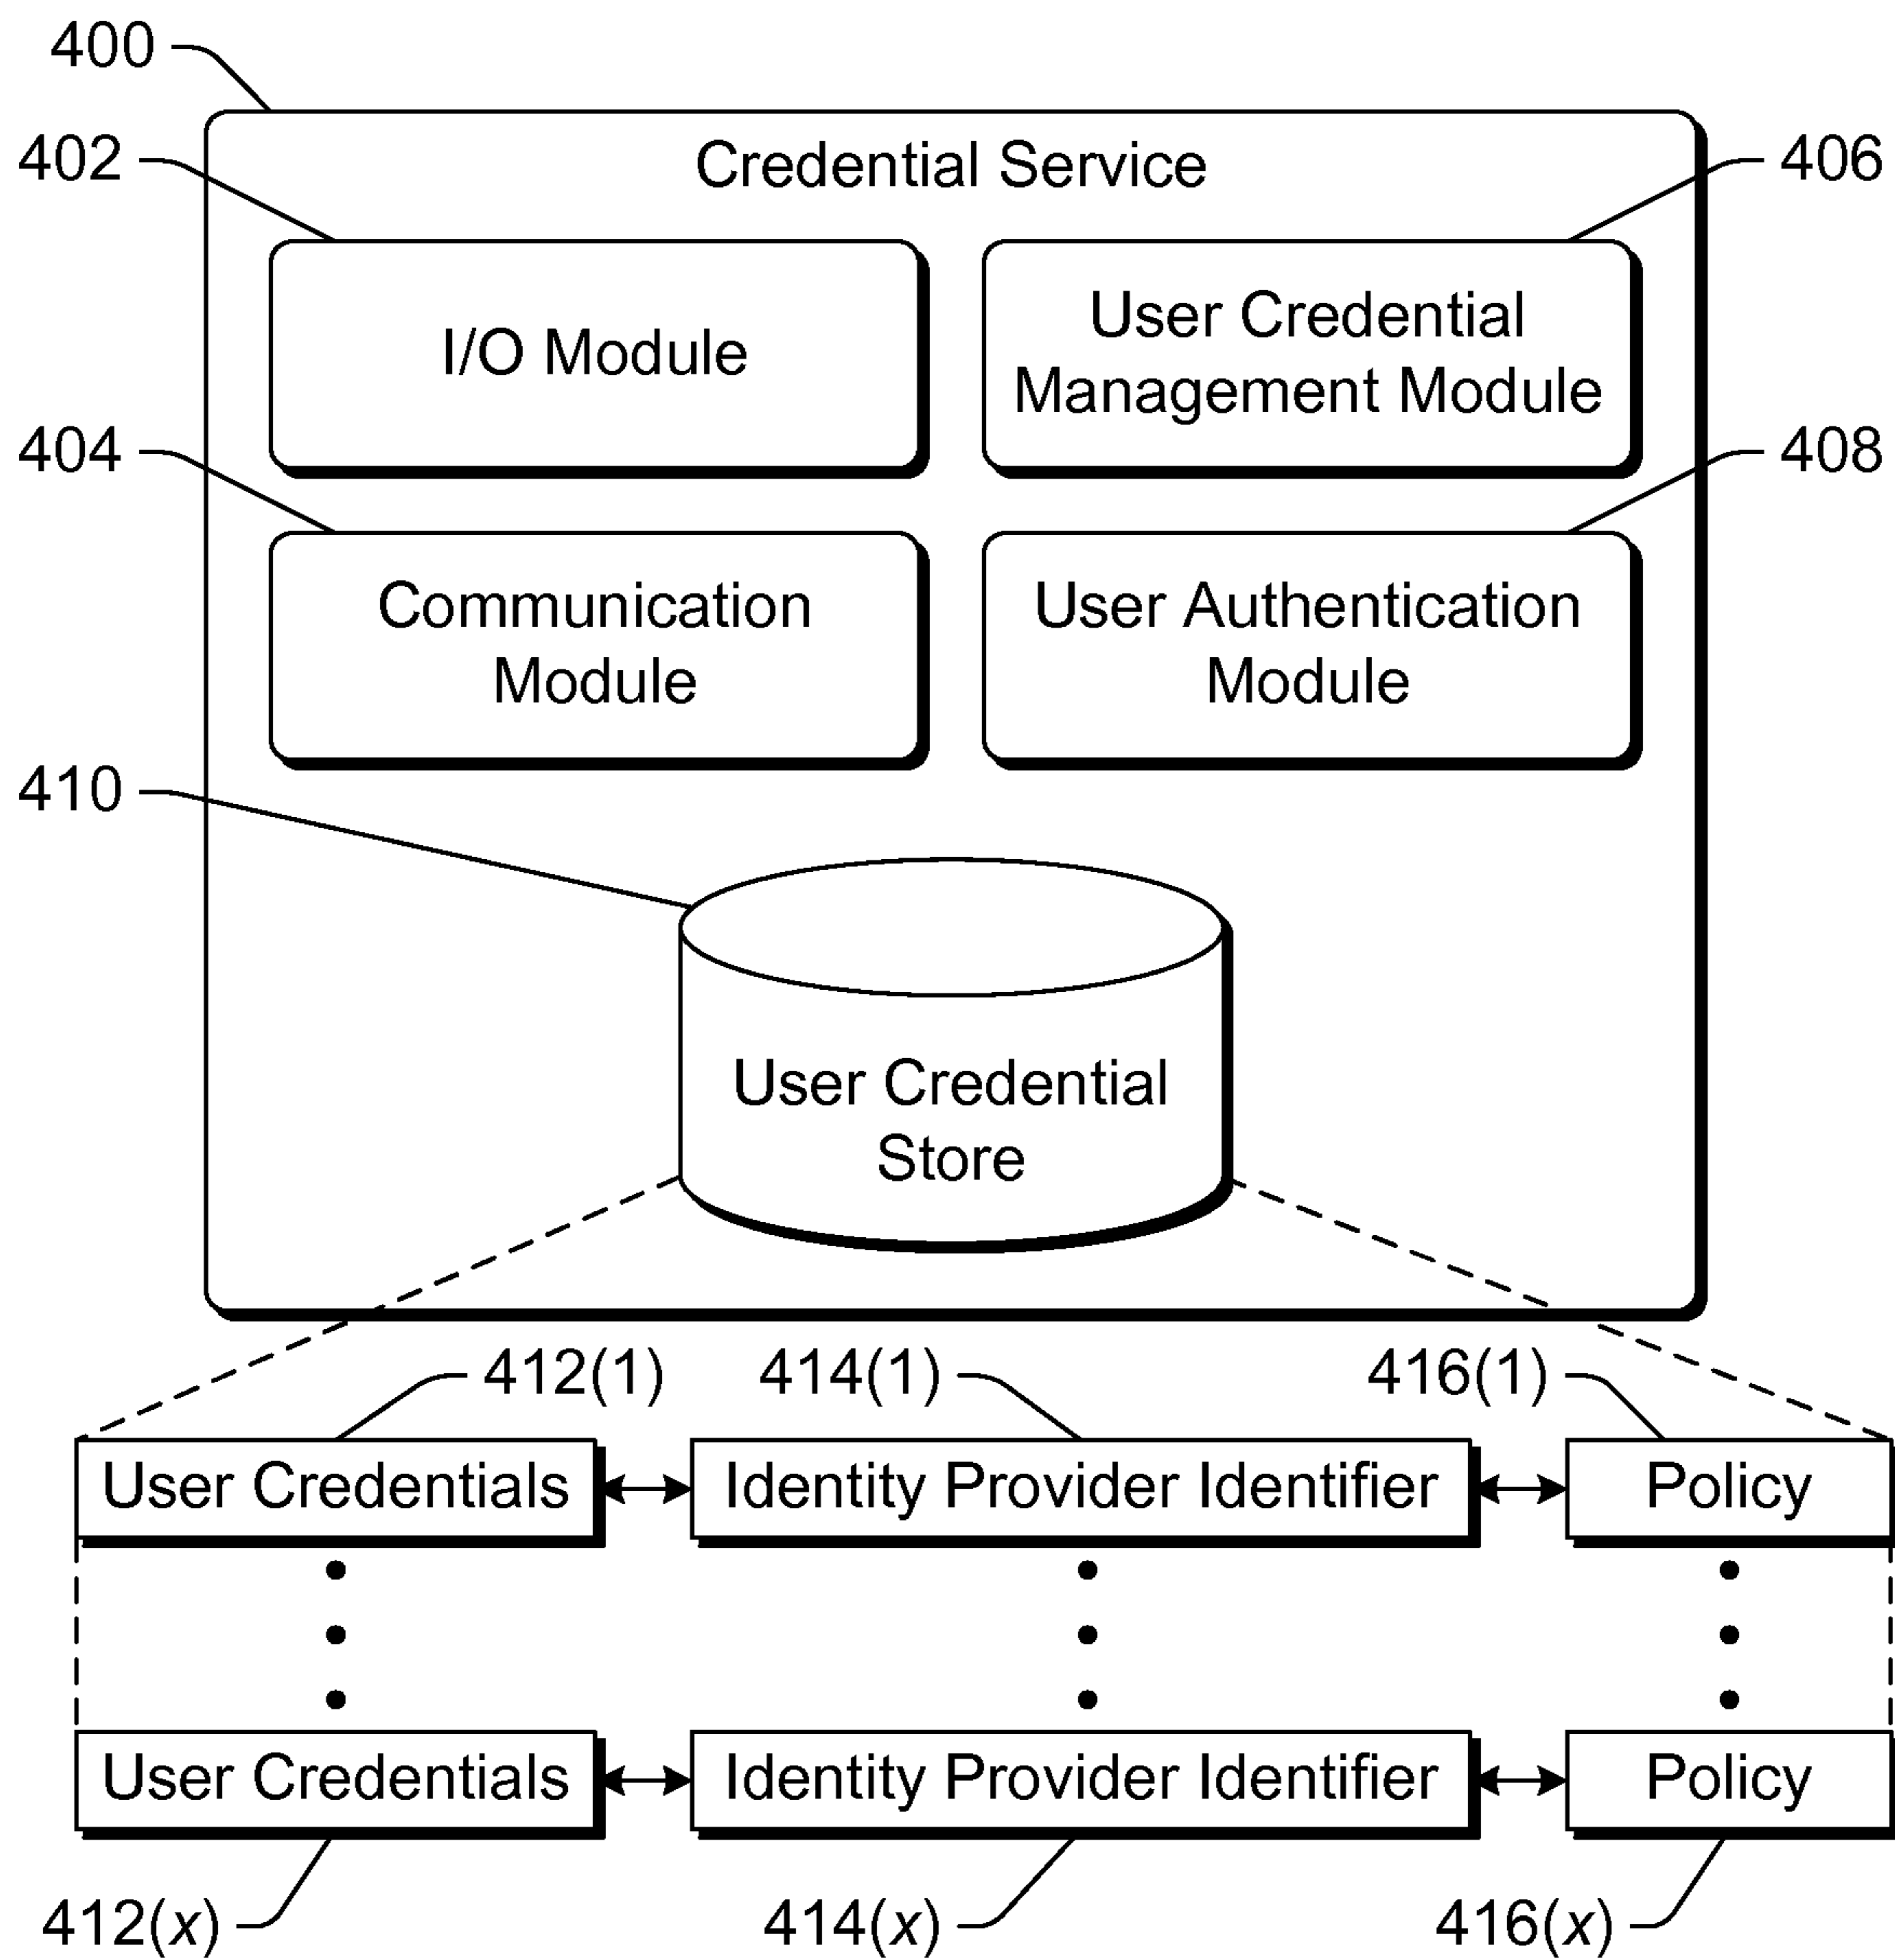 400
Credential Service
402
406
I/O Module
User Credential
Management Module
404
408
Communication
Module
User Authentication
Module
410
User Credential
Store
412(1)
414(1)
416(1)
User Credentials
Identity Provider Identifier
Policy
User Credentials
Identity Provider Identifier
Policy
412(x)
414(x)
416(x)